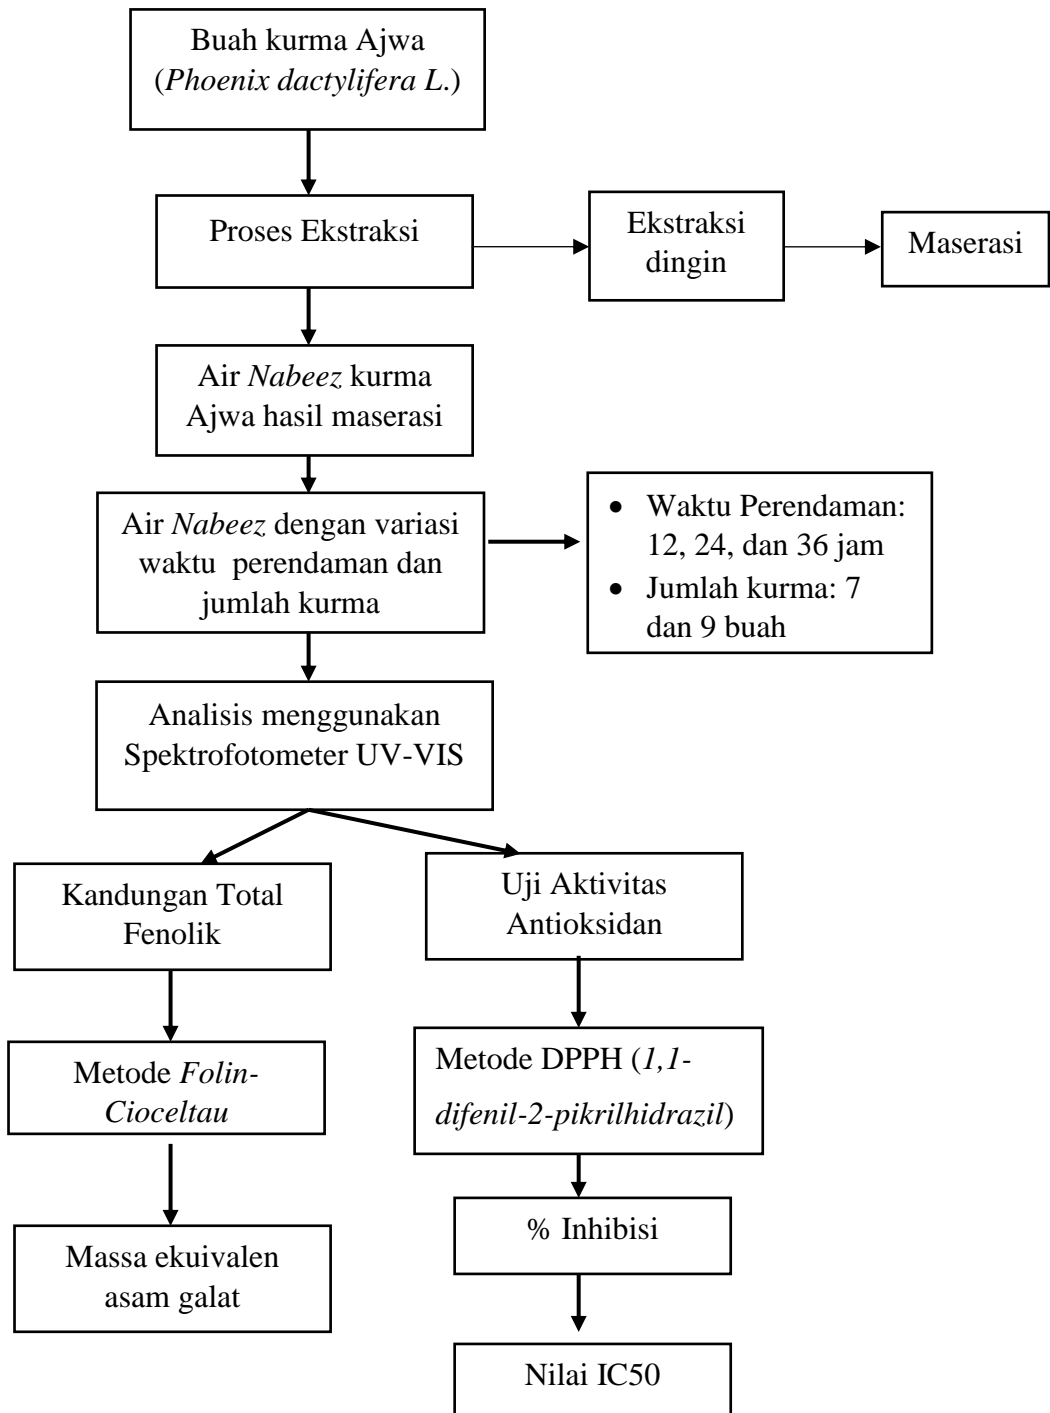 Buah kurma Ajwa
(Phoenix dactylifera L.)
Proses Ekstraksi
Ekstraksi
dingin
Maserasi
Air Nabeez kurma
Ajwa hasil maserasi
Air Nabeez dengan variasi
waktu perendaman dan
jumlah kurma
• Waktu Perendaman:
12, 24, dan 36 jam
• Jumlah kurma: 7
dan 9 buah
Analisis menggunakan
Spektrofotometer UV-VIS
Kandungan Total
Fenolik
Uji Aktivitas
Antioksidan
Metode Folin-
Cioceltau
Metode DPPH (1,1-
difenil-2-pikrilhidrazil)
Massa ekuivalen
asam galat
% Inhibisi
Nilai IC50